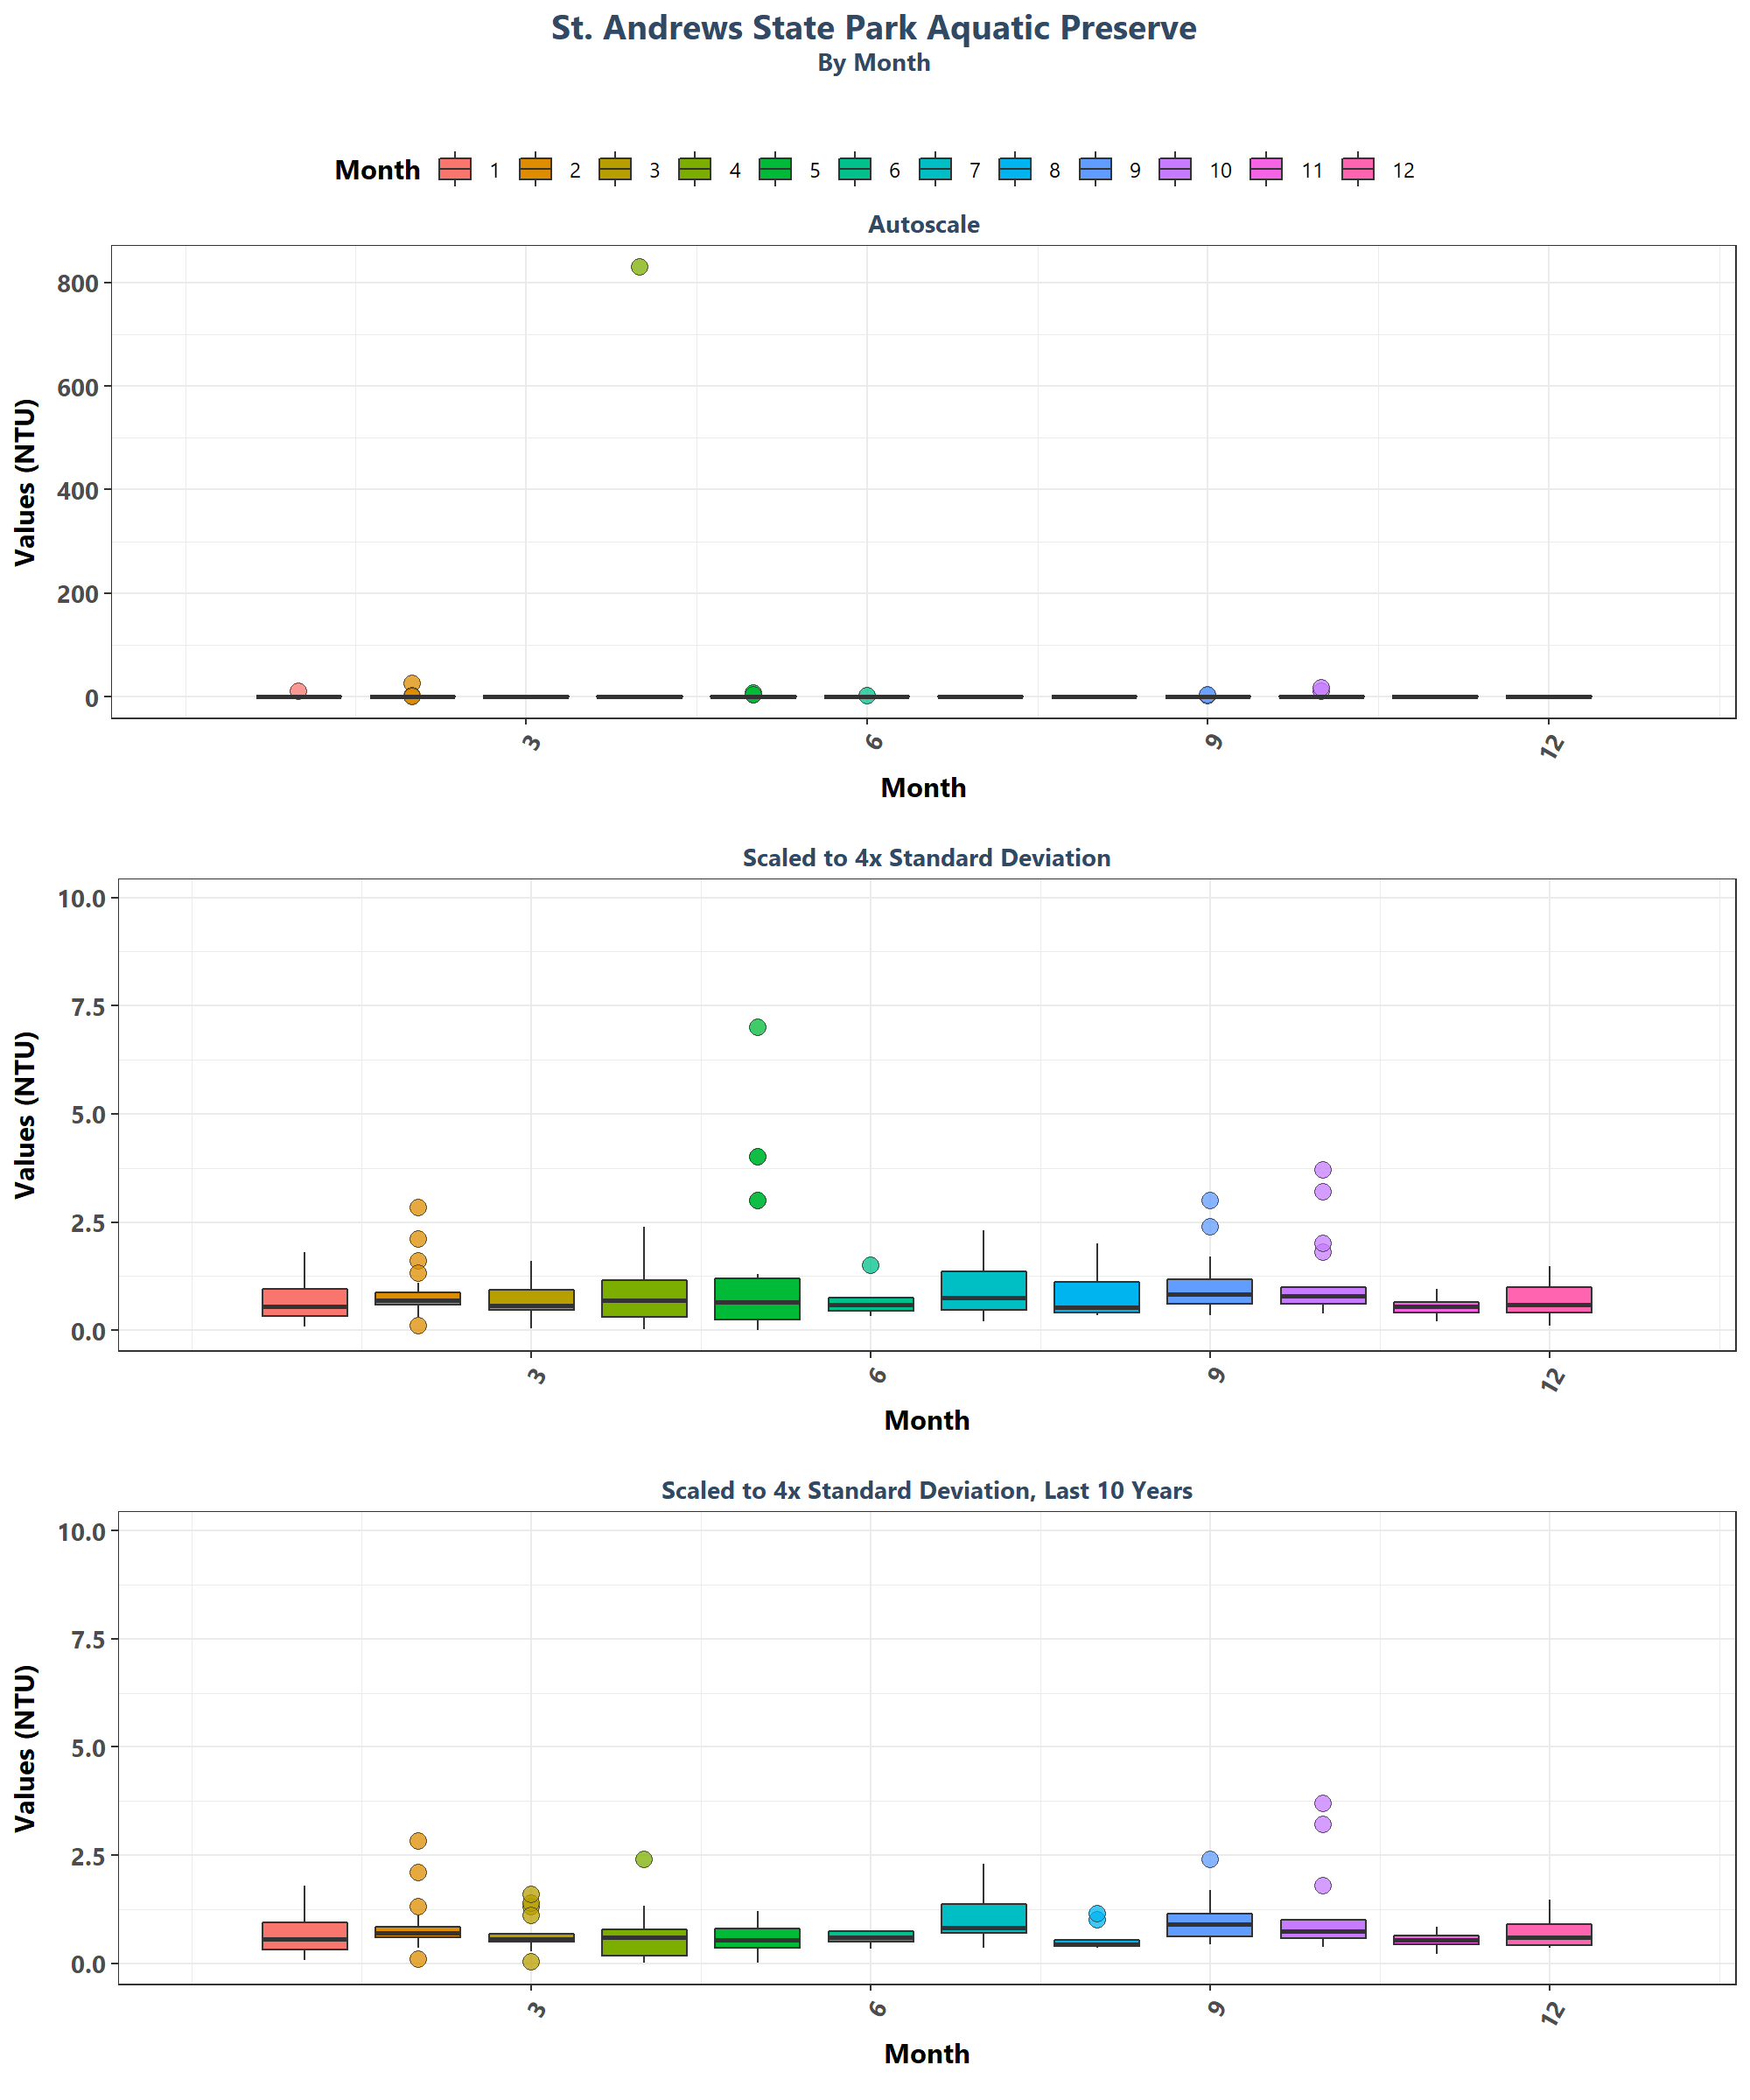 St. Andrews State Park Aquatic Preserve
By Month
Month 1 2 3 4 5 6 7 8 9 10 11 12
Autoscale
Values (NTU)
800
600
400
200
0
3 6 9 12
Month
Scaled to 4x Standard Deviation
Values (NTU)
10.0
7.5
5.0
2.5
0.0
3 6 9 12
Month
Scaled to 4x Standard Deviation, Last 10 Years
Values (NTU)
10.0
7.5
5.0
2.5
0.0
3 6 9 12
Month